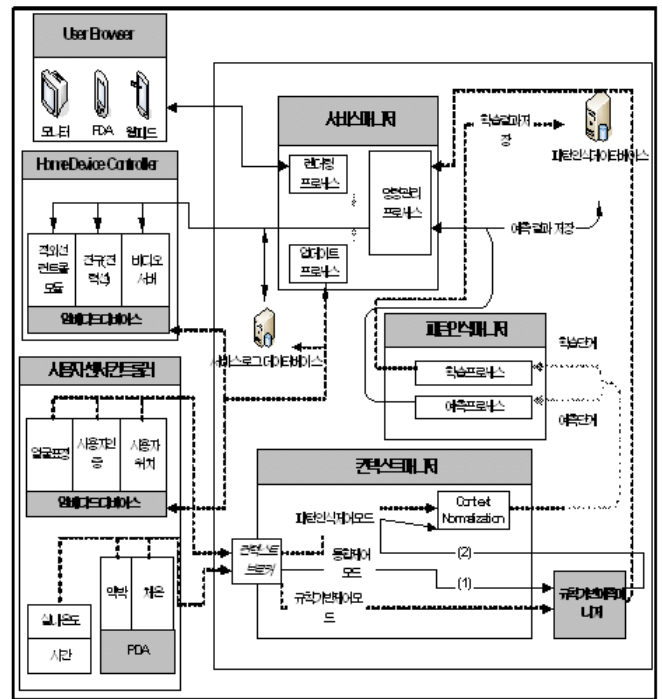 User Browser
모니터
PDA
웹패드
Home Device Controller
적외선
컨트롤
모듈
전구(전
력선)
비디오
서버
임베디드디바이스
사용자센서컨트롤러
얼굴표정
사용자인
증
사용자
위치
임베디드디바이스
실내온도
시간
맥박
체온
PDA
서비스매니저
렌더링
프로세스
업데이트
프로세스
명령관리
프로세스
학습결과저
장
패턴인식데이터베이스
예측결과저장
서비스로그데이터베이스
패턴인식매니저
학습프로세스
예측프로세스
학습단계
예측단계
컨텍스트매니저
패턴인식제어모드
Context
Normalization
컨텍스트
브로커
통합제어
모드
(2)
(1)
규칙기반제어모
드
규칙기반예측매
니저